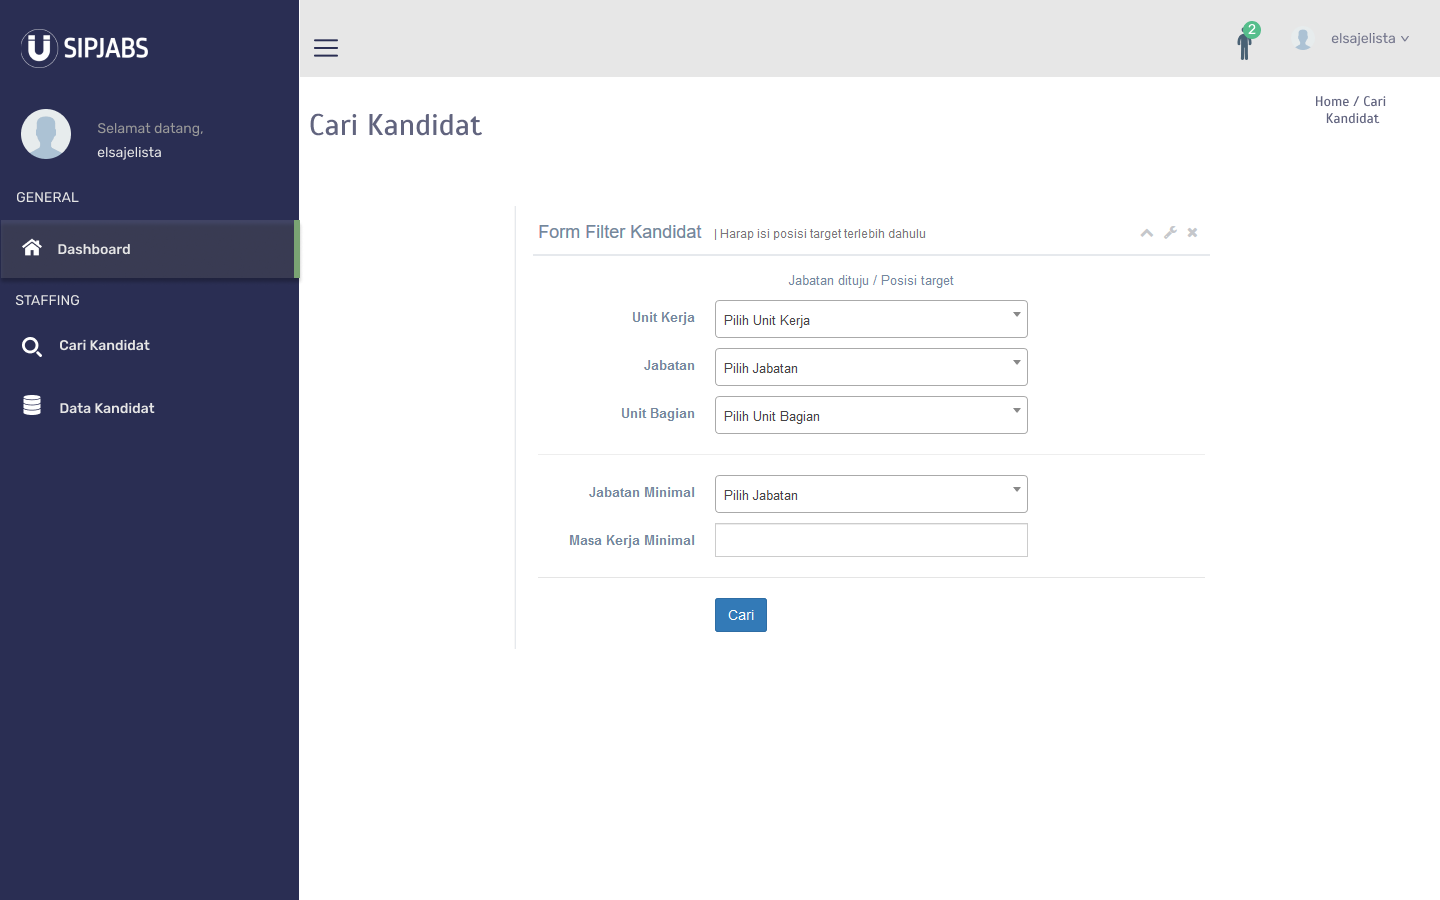 SIPJABS
2
elsajelista
Home / Cari
Kandidat
Cari Kandidat
Selamat datang,
elsajelista
GENERAL
Dashboard
STAFFING
Cari Kandidat
Data Kandidat
Form Filter Kandidat | Harap isi posisi target terlebih dahulu
Jabatan dituju / Posisi target
Unit Kerja Pilih Unit Kerja
Jabatan Pilih Jabatan
Unit Bagian Pilih Unit Bagian
Jabatan Minimal Pilih Jabatan
Masa Kerja Minimal
Cari